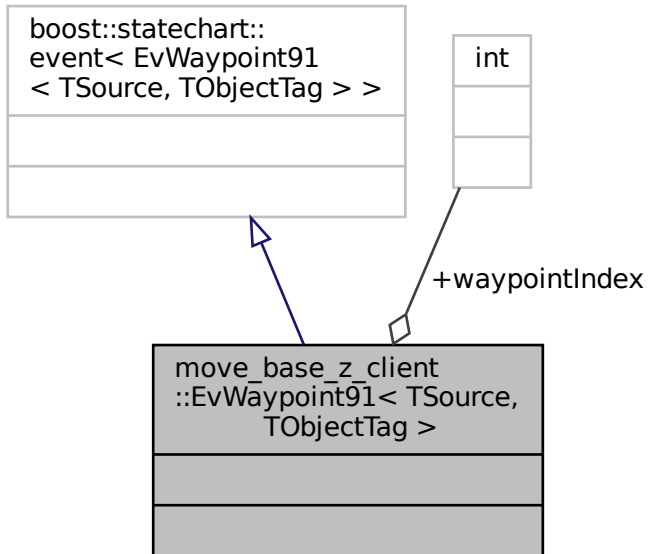 boost::statechart::
event< EvWaypoint91
< TSource, TObjectTag > >
int
+waypointIndex
move_base_z_client
::EvWaypoint91< TSource,
TObjectTag >